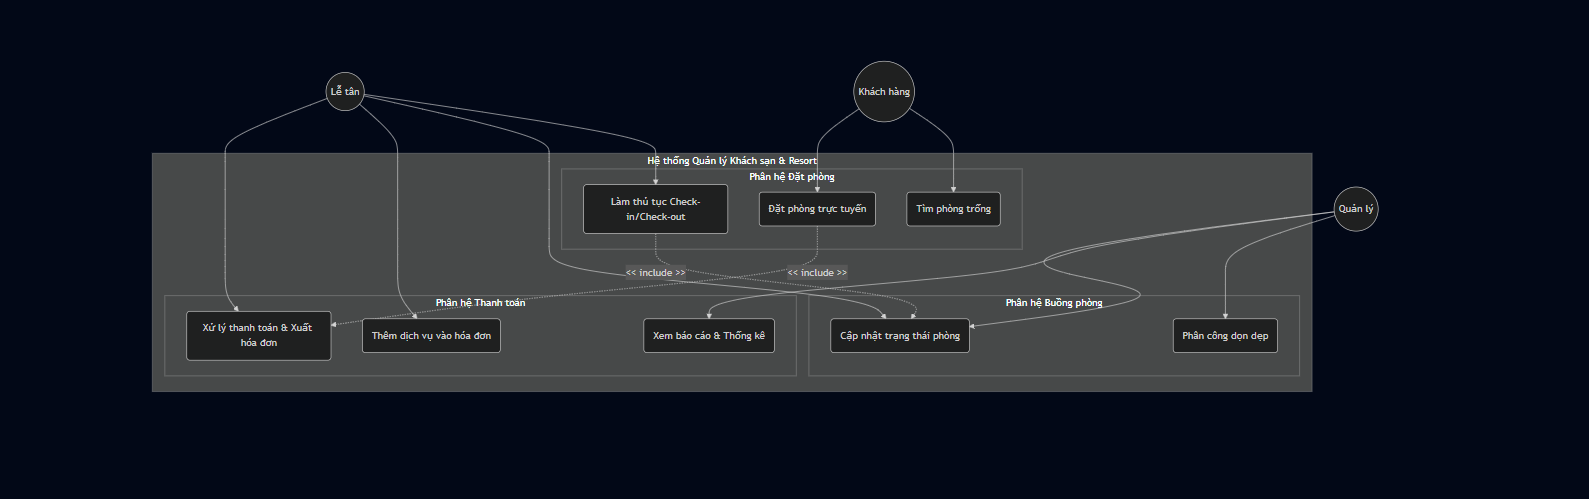 Lễ tân
Khách hàng
Hệ thống Quản lý Khách sạn & Resort
Phân hệ Đặt phòng
Làm thủ tục Check-
in/Check-out
Đặt phòng trực tuyến
Tìm phòng trống
Quản lý
<< include >>
<< include >>
Phân hệ Thanh toán
Phân hệ Buồng phòng
Xử lý thanh toán & Xuất
hóa đơn
Thêm dịch vụ vào hóa đơn
Xem báo cáo & Thống kê
Cập nhật trạng thái phòng
Phân công dọn dẹp